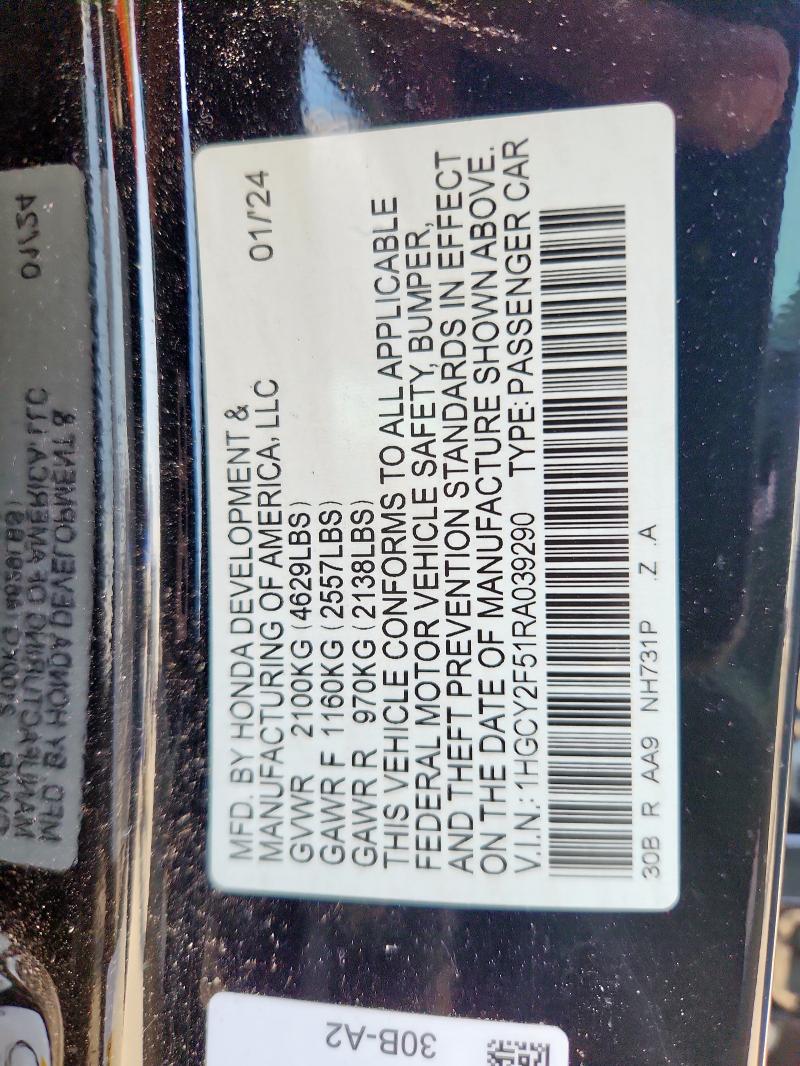 MFD. BY HONDA DEVELOPMENT & 01/'24
MANUFACTURING OF AMERICA, LLC
GVWR 2100KG (4629LBS)
GAWR F 1160KG (2557LBS)
GAWR R 970KG (2138LBS)
THIS VEHICLE CONFORMS TO ALL APPLICABLE
FEDERAL MOTOR VEHICLE SAFETY, BUMPER,
AND THEFT PREVENTION STANDARDS IN EFFECT
ON THE DATE OF MANUFACTURE SHOWN ABOVE.
V.I.N.: 1HGCY2F51RA039290 TYPE: PASSENGER CAR
30B R AA9 NH731P .Z .A
30B-A2